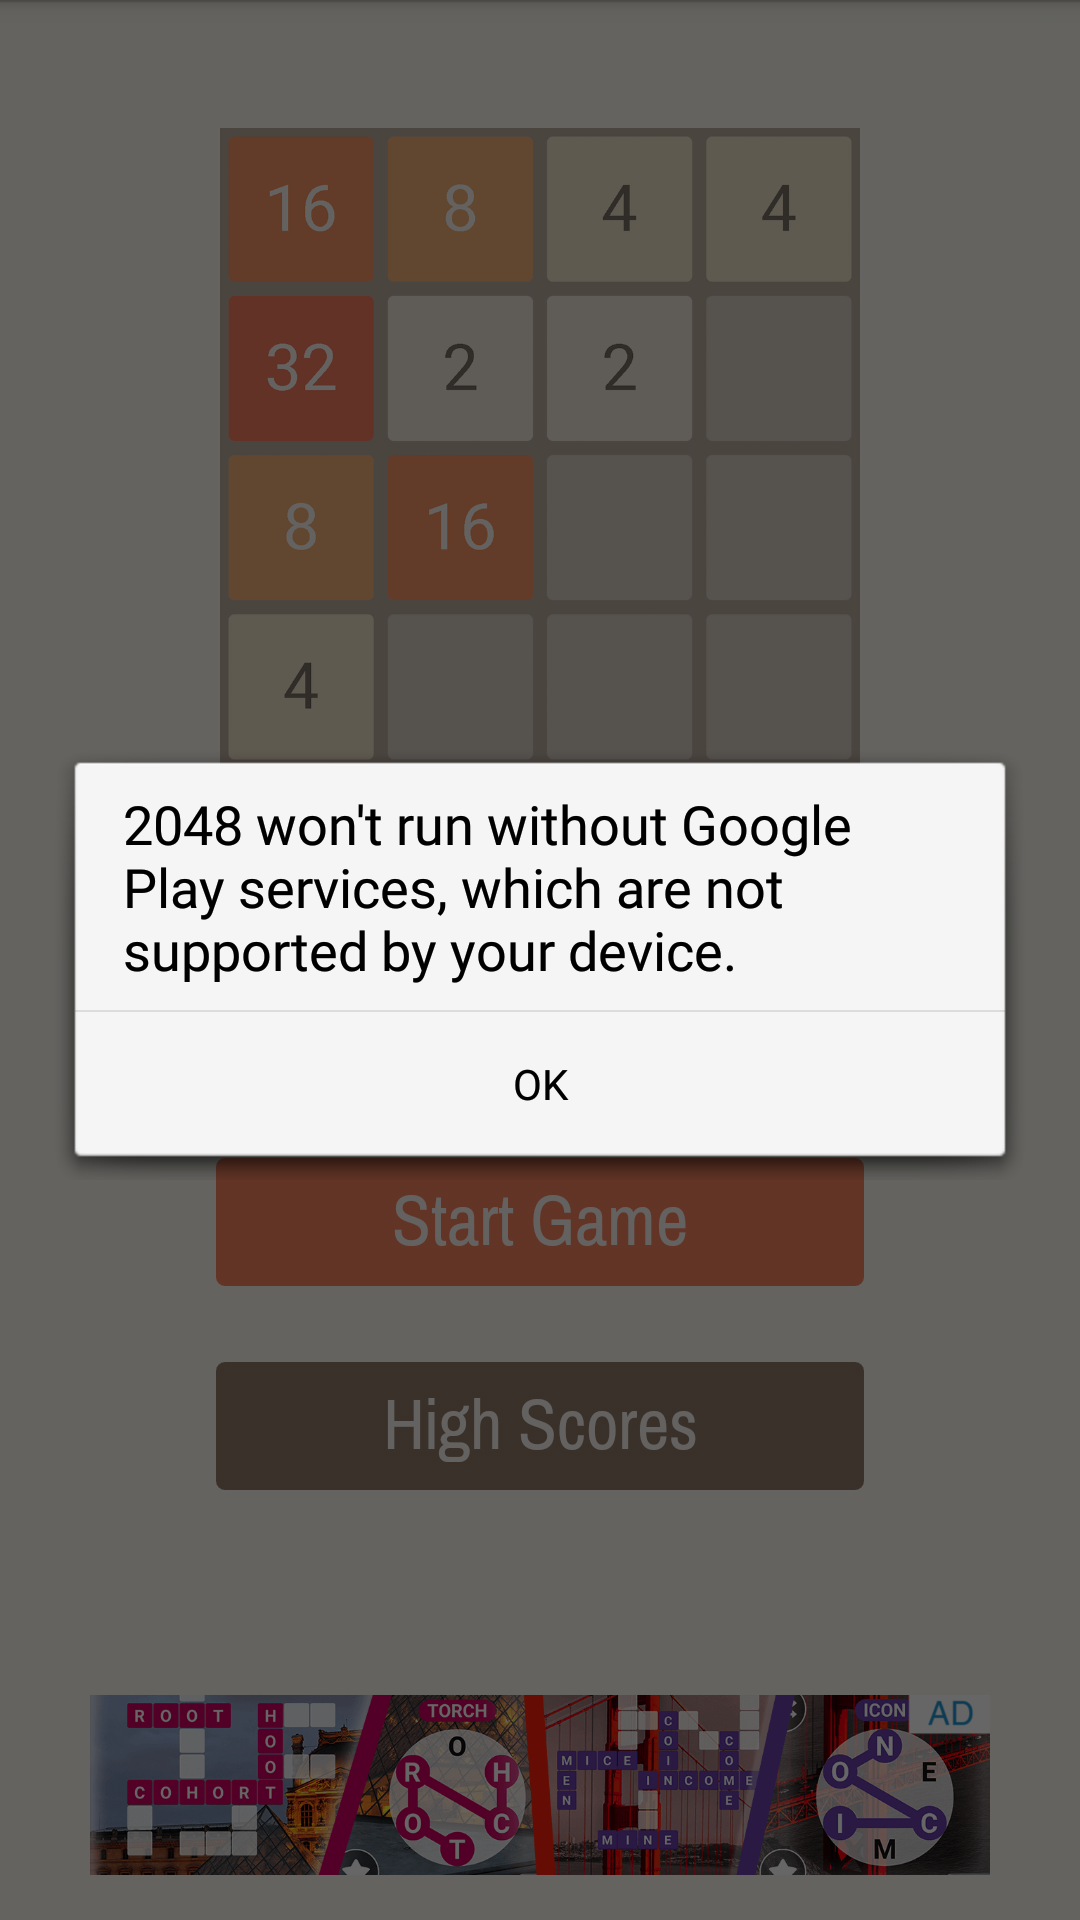 16 8 4 4
32 2 2
8 16
4
2048 won't run without Google
Play services, which are not
supported by your device.
OK
Start Game
High Scores
ROOT
HOOT
COHORT
TORCH
O
R H
O C
T
MICE
MEN
COIN
INCOME
COME
MINE
ICON
AD
N
O E
I C
M